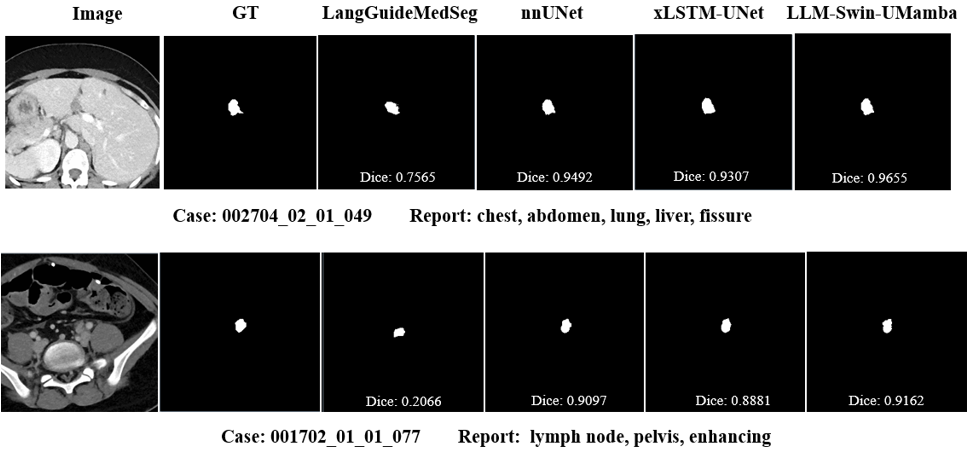 Image GT LangGuideMedSeg nnUNet xLSTM-UNet LLM-Swin-UMamba
Dice: 0.7565 Dice: 0.9492 Dice: 0.9307 Dice: 0.9655
Case: 002704_02_01_049 Report: chest, abdomen, lung, liver, fissure
Dice: 0.2066 Dice: 0.9097 Dice: 0.8881 Dice: 0.9162
Case: 001702_01_01_077 Report: lymph node, pelvis, enhancing